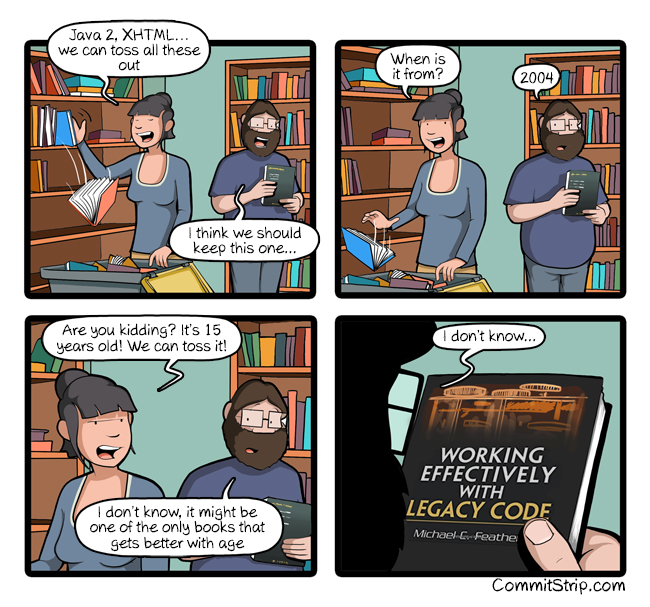 Java 2, XHTML...
we can toss all these
out
I think we should
keep this one...
When is
it from?
2004
Are you kidding? It's 15
years old! We can toss it!
I don't know, it might be
one of the only books that
gets better with age
I don't know...
WORKING
EFFECTIVELY
WITH
LEGACY CODE
Michael C. Feathe
CommitStrip.com